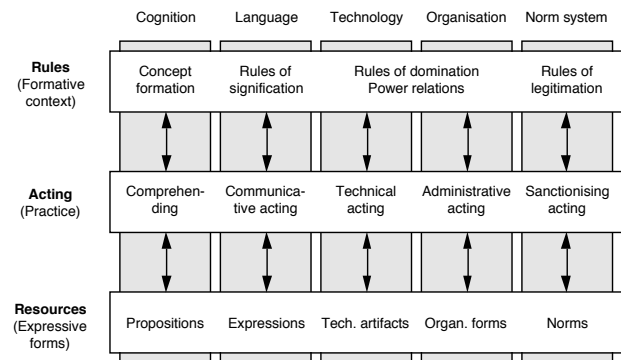 Cognition Language Technology Organisation Norm system
Rules
(Formative
context)
Concept
formation
Rules of
signification
Rules of domination
Power relations
Rules of
legitimation
Acting
(Practice)
Comprehen-
ding
Communica-
tive acting
Technical
acting
Administrative
acting
Sanctionising
acting
Resources
(Expressive
forms)
Propositions Expressions Tech. artifacts Organ. forms Norms